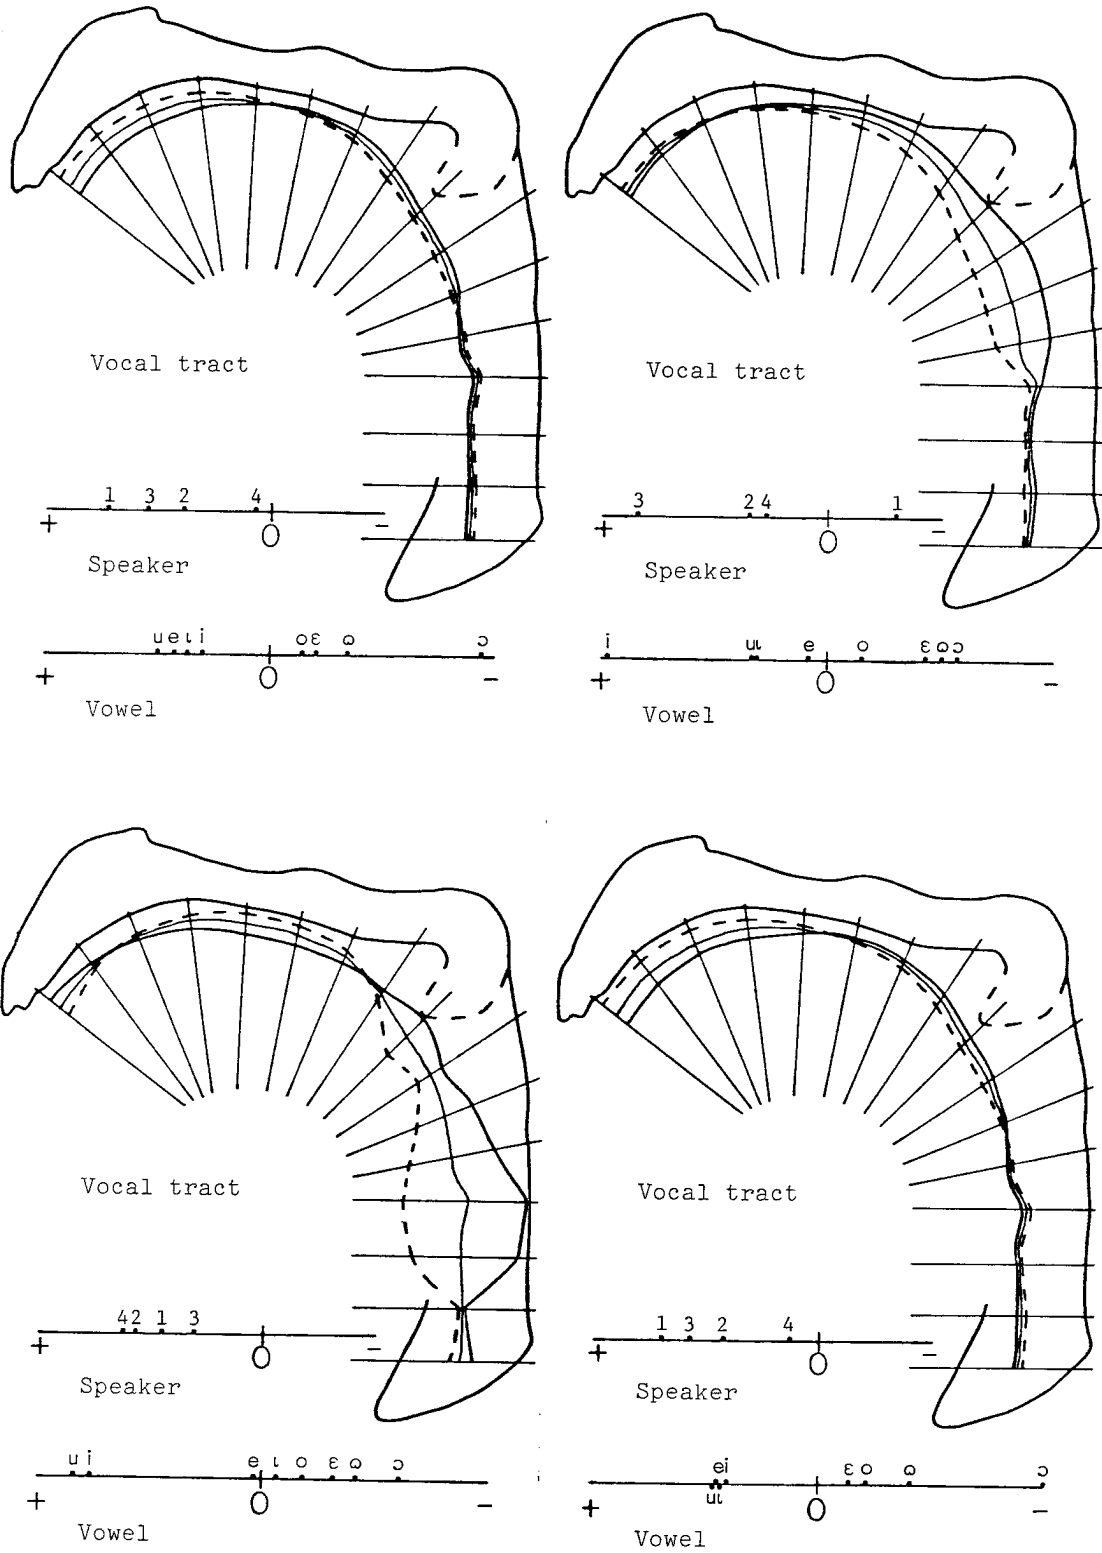 Vocal tract
1 3 2 4
+ 0 −
Speaker
u e ɩ i o ɛ ɷ ɔ
+ 0 −
Vowel
Vocal tract
3 2 4 1
+ 0 −
Speaker
i u ɩ e o ɛ ɷ ɔ
+ 0 −
Vowel
Vocal tract
4 2 1 3
+ 0 −
Speaker
u i e ɩ o ɛ ɷ ɔ
+ 0 −
Vowel
Vocal tract
1 3 2 4
+ 0 −
Speaker
e i ɛ o ɷ ɔ
u ɩ
+ 0 −
Vowel